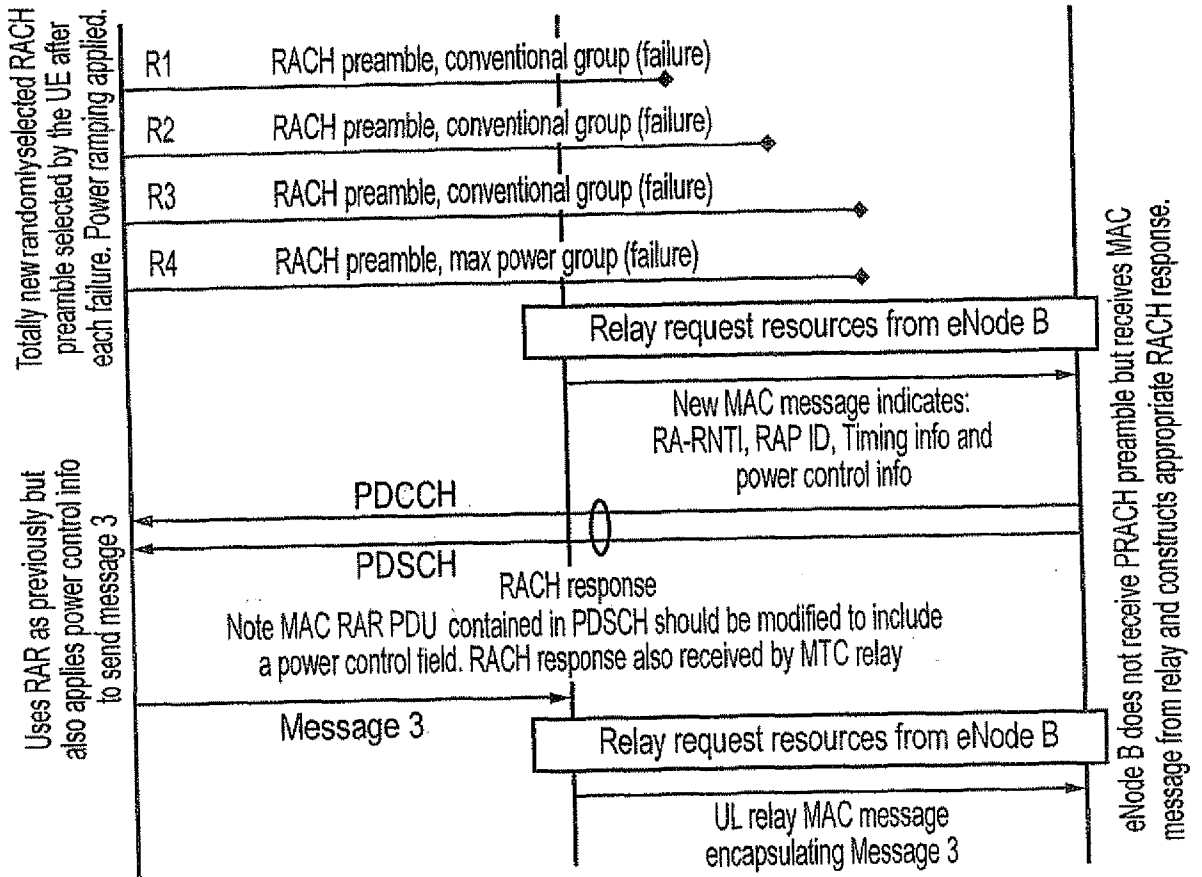 Totally new randomlyselected RACH
preamble selected by the UE after
each failure. Power ramping applied.
R1 RACH preamble, conventional group (failure)
R2 RACH preamble, conventional group (failure)
R3 RACH preamble, conventional group (failure)
R4 RACH preamble, max power group (failure)
Relay request resources from eNode B
New MAC message indicates:
RA-RNTI, RAP ID, Timing info and
power control info
eNode B does not receive PRACH preamble but receives MAC
message from relay and constructs appropriate RACH response.
Uses RAR as previously but
also applies power control info
to send message 3
PDCCH
PDSCH
RACH response
Note MAC RAR PDU contained in PDSCH should be modified to include
a power control field. RACH response also received by MTC relay
Message 3
Relay request resources from eNode B
UL relay MAC message
encapsulating Message 3